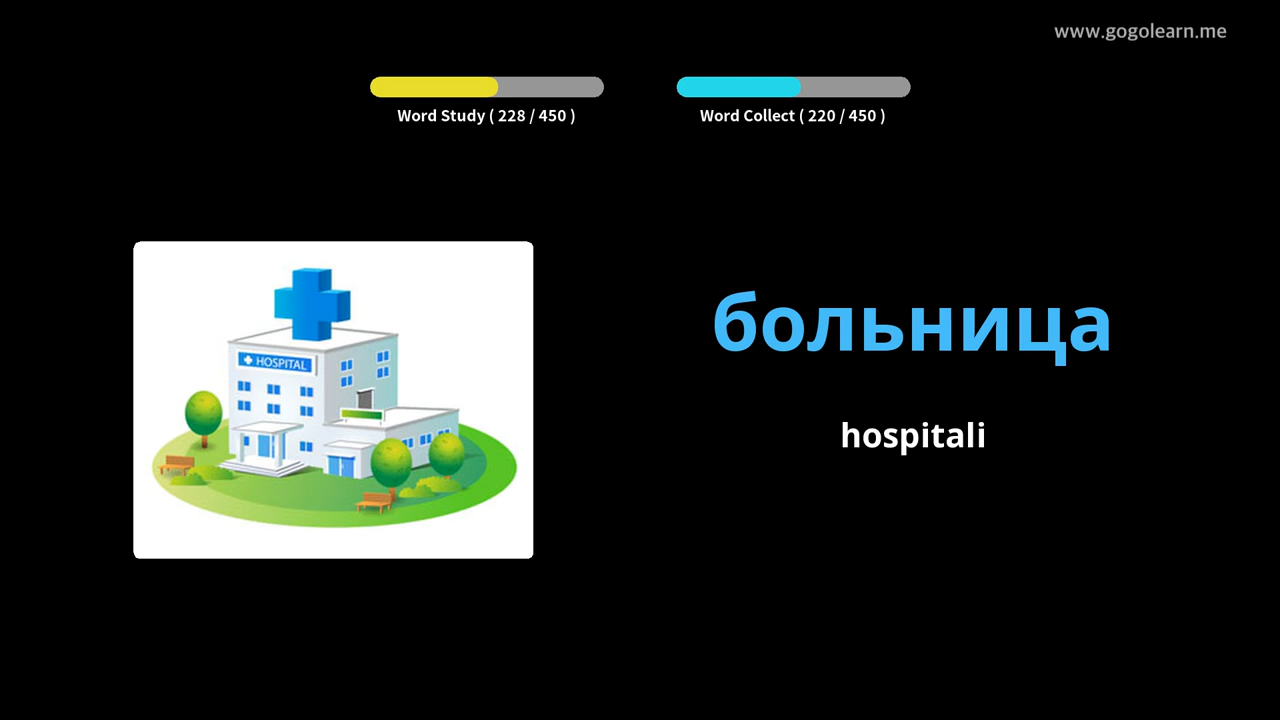 www.gogolearn.me
Word Study ( 228 / 450 )
Word Collect ( 220 / 450 )
HOSPITAL
больница
hospitali